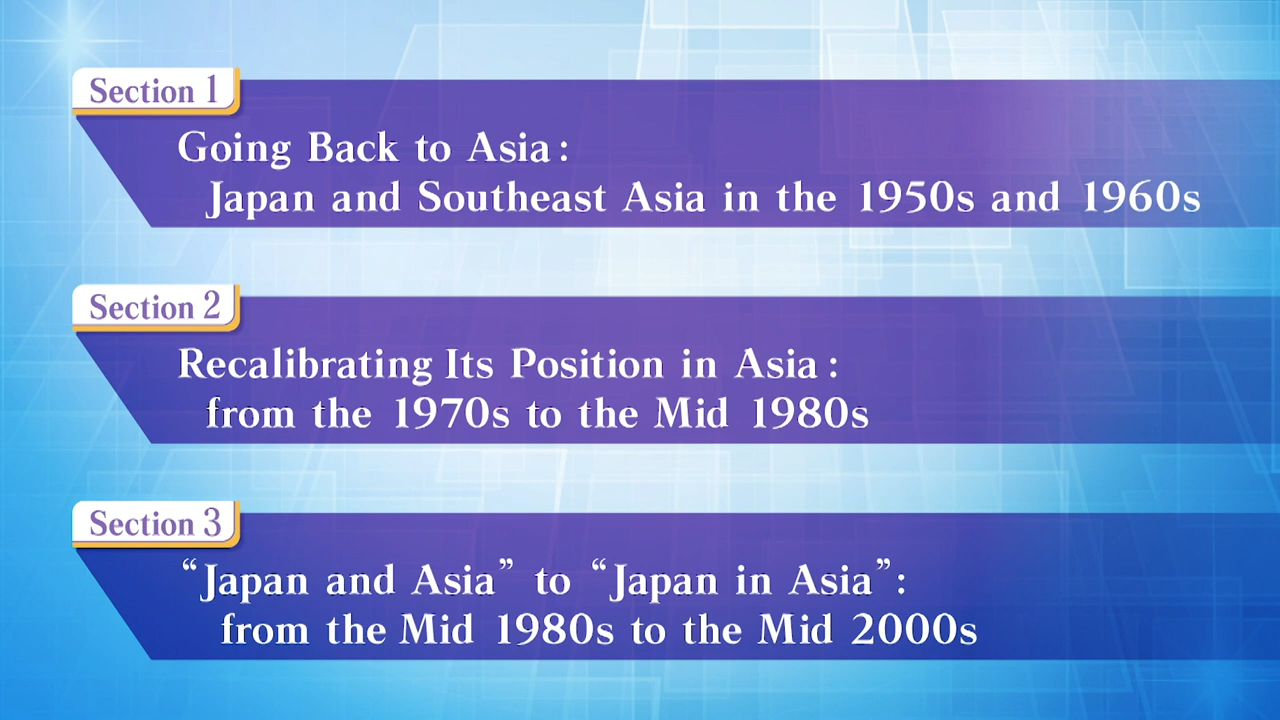 Section 1
Going Back to Asia:
Japan and Southeast Asia in the 1950s and 1960s
Section 2
Recalibrating Its Position in Asia:
from the 1970s to the Mid 1980s
Section 3
“Japan and Asia” to “Japan in Asia”:
from the Mid 1980s to the Mid 2000s